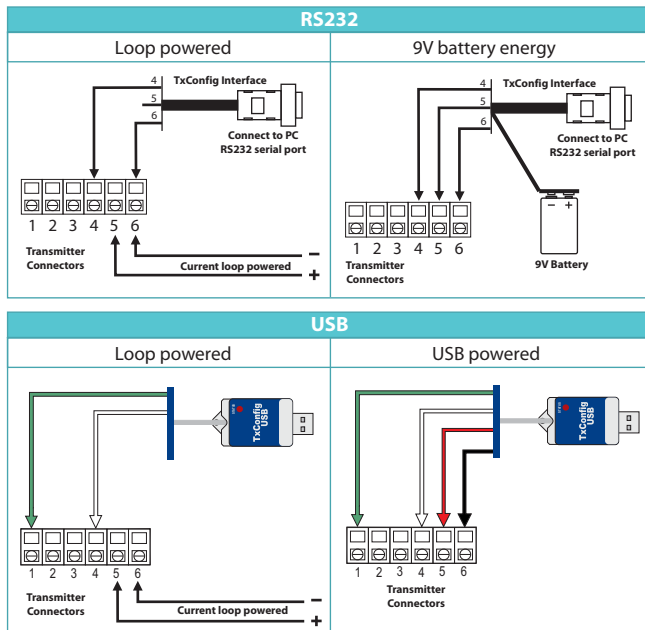 RS232
Loop powered
9V battery energy
4
TxConfig Interface
5
6
Connect to PC
RS232 serial port
1 2 3 4 5 6
Transmitter
Connectors
Current loop powered
−
+
4
TxConfig Interface
5
6
Connect to PC
RS232 serial port
− +
1 2 3 4 5 6
Transmitter
Connectors
9V Battery
USB
Loop powered
USB powered
TxConfig
USB
1 2 3 4 5 6
Transmitter
Connectors
Current loop powered
−
+
TxConfig
USB
1 2 3 4 5 6
Transmitter
Connectors